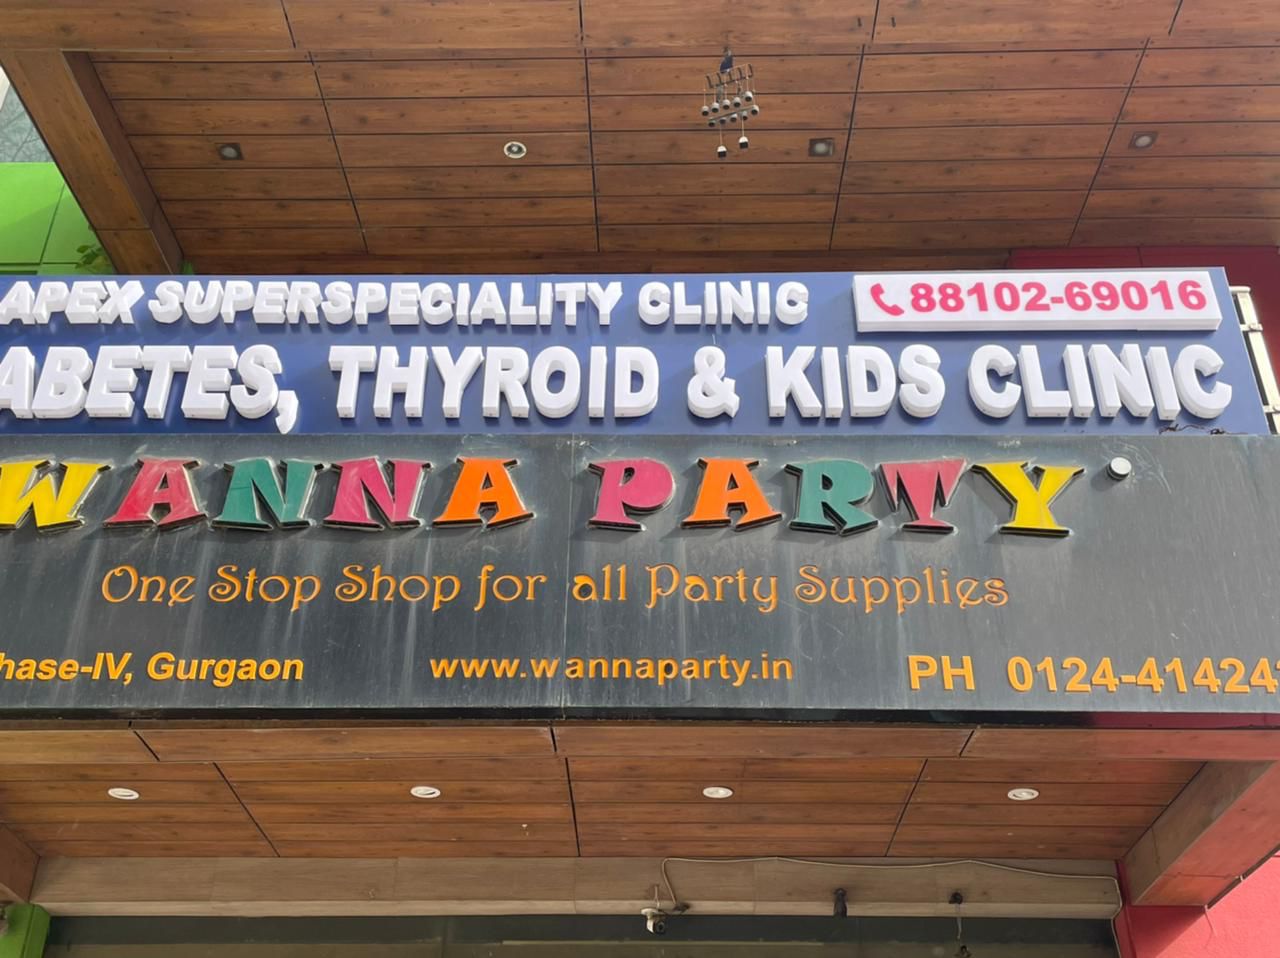 APEX SUPERSPECIALITY CLINIC 88102-69016
ABETES, THYROID & KIDS CLINIC
WANNA PARTY
One Stop Shop for all Party Supplies
hase-IV, Gurgaon www.wannaparty.in PH 0124-41424